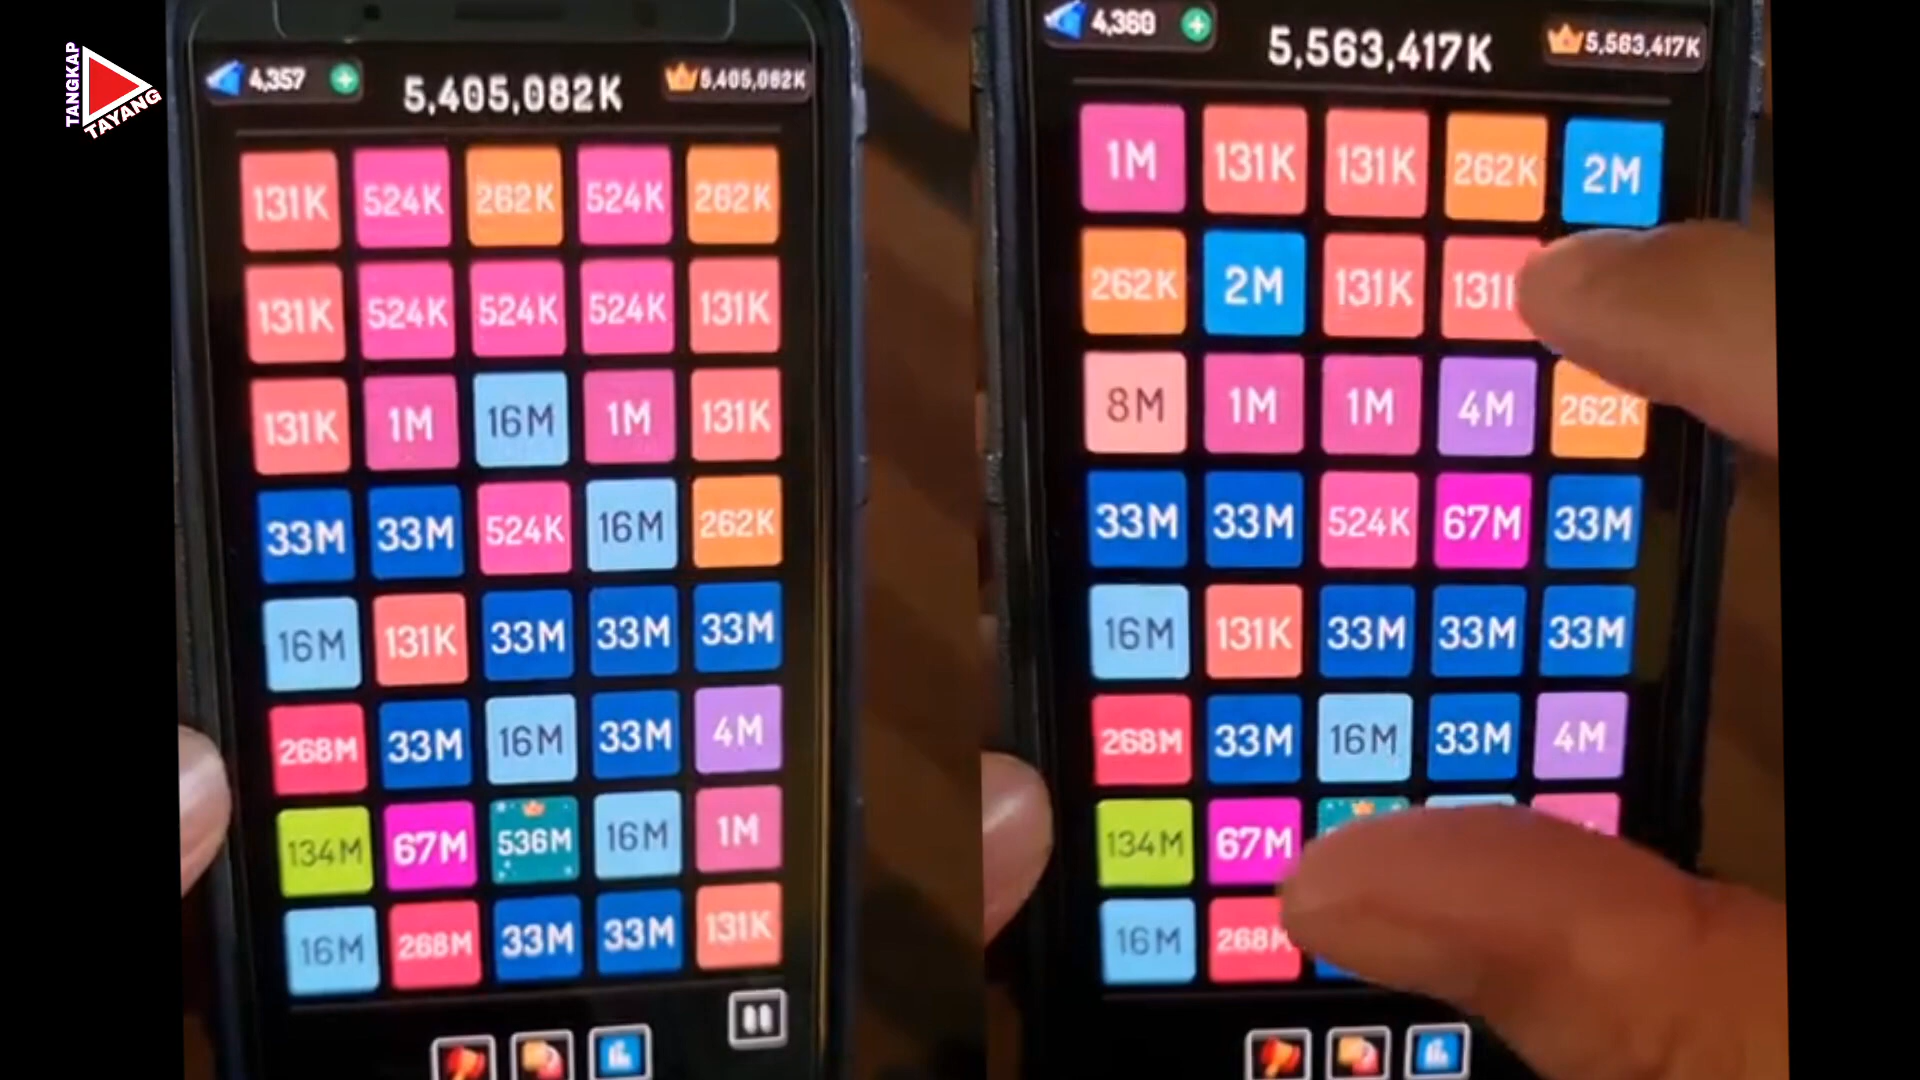 TANGKAP
TAYANG
4,357
5,405,082K
5,405,082K
131K 524K 262K 524K 262K
131K 524K 524K 524K 131K
131K 1M 16M 1M 131K
33M 33M 524K 16M 262K
16M 131K 33M 33M 33M
268M 33M 16M 33M 4M
134M 67M 536M 16M 1M
16M 268M 33M 33M 131K
4,360
5,563,417K
5,563,417K
1M 131K 131K 262K 2M
262K 2M 131K 131K
8M 1M 1M 4M 262K
33M 33M 524K 67M 33M
16M 131K 33M 33M 33M
268M 33M 16M 33M 4M
134M 67M
16M 268M